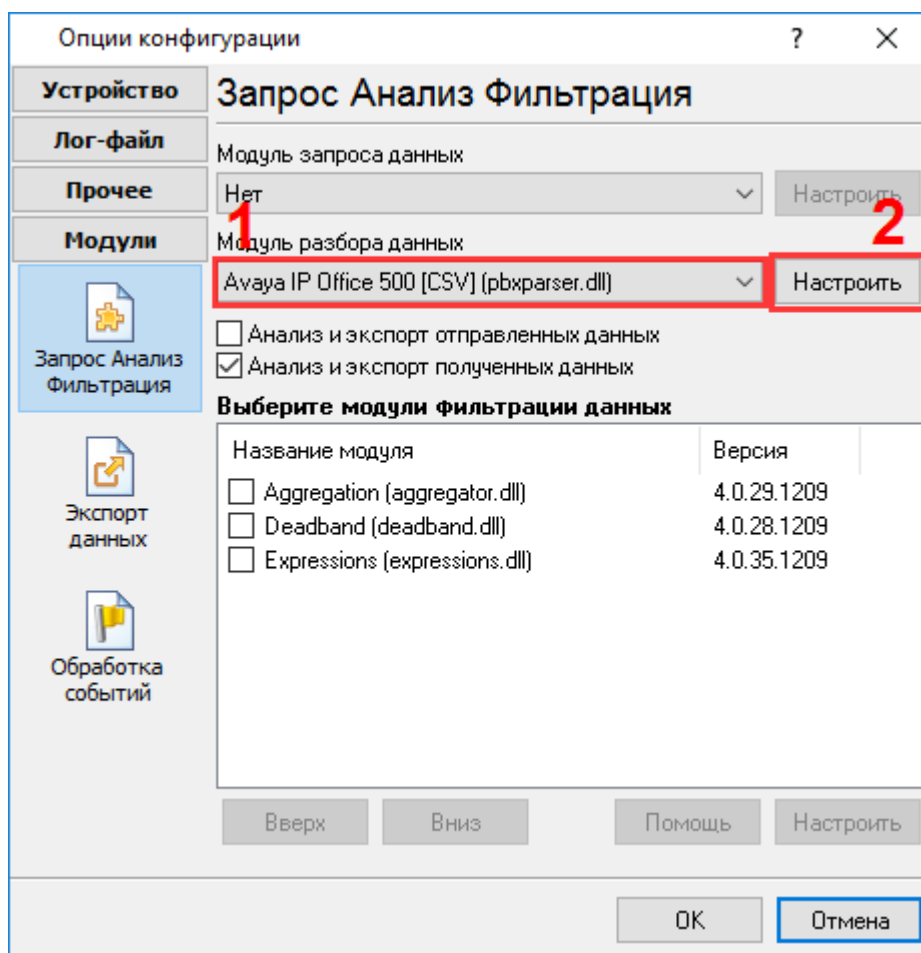 Опции конфигурации
?
Устройство
Запрос Анализ Фильтрация
Лог-файл
Модуль запроса данных
Прочее
Нет
Настроить
1
2
Модули
Модуль разбора данных
Avaya IP Office 500 [CSV] (pbxparser.dll)
Настроить
Анализ и экспорт отправленных данных
Анализ и экспорт полученных данных
Запрос Анализ
Фильтрация
Выберите модули фильтрации данных
Название модуля
Версия
Aggregation (aggregator.dll)
4.0.29.1209
Deadband (deadband.dll)
4.0.28.1209
Expressions (expressions.dll)
4.0.35.1209
Экспорт
данных
Обработка
событий
Вверх
Вниз
Помощь
Настроить
OK
Отмена